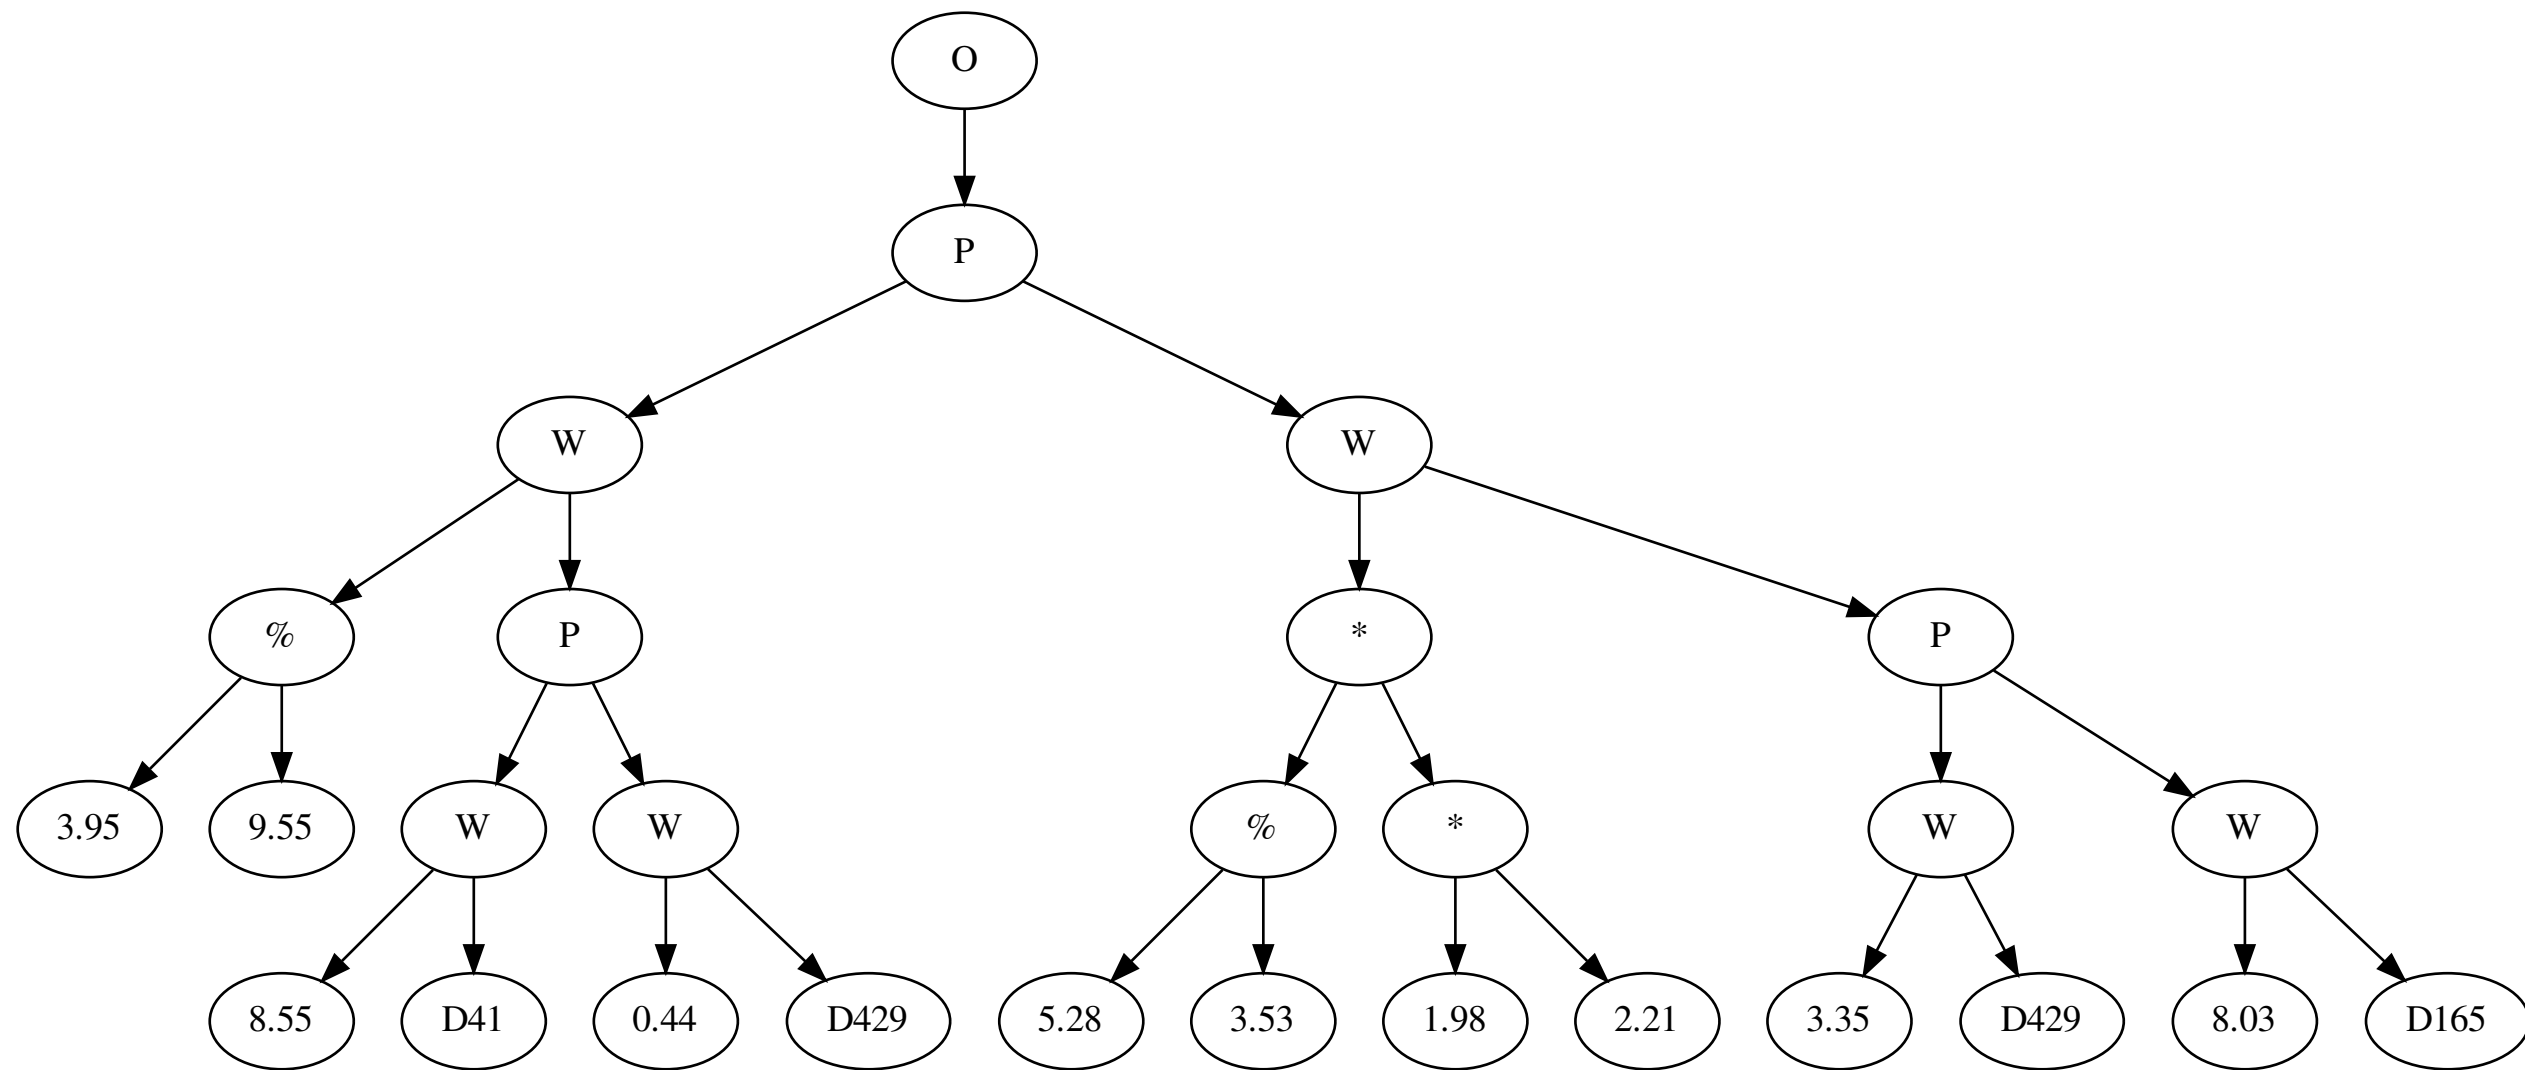 O
P
W W
% P * P
3.95 9.55 W W % * W W
8.55 D41 0.44 D429 5.28 3.53 1.98 2.21 3.35 D429 8.03 D165